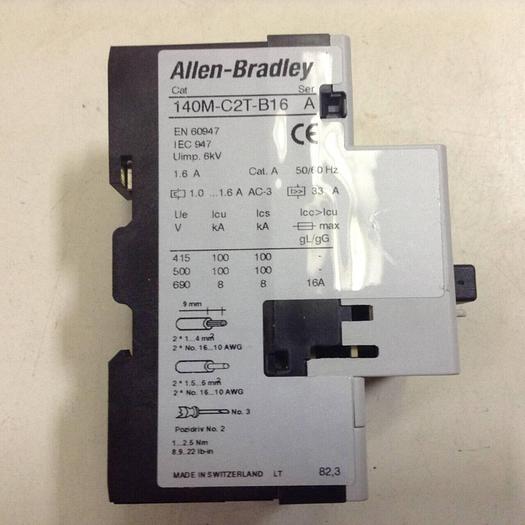 Allen-Bradley
Cat Ser
140M-C2T-B16 A
EN 60947
IEC 947
Uimp. 6kV
CE
1.6 A Cat. A 50/60 Hz
1.0 ...1.6 A AC-3 33 A
Ue Icu Ics Icc>Icu
V kA kA max
gL/gG
415 100 100 -
500 100 100 -
690 8 8 16A
9 mm
2 * 1...4 mm²
2 * No. 16...10 AWG
2 * 1.5...6 mm²
2 * No. 16...10 AWG
No. 3
Pozidriv No. 2
1...2.5 Nm
8.9...22 lb-in
MADE IN SWITZERLAND LT 82,3